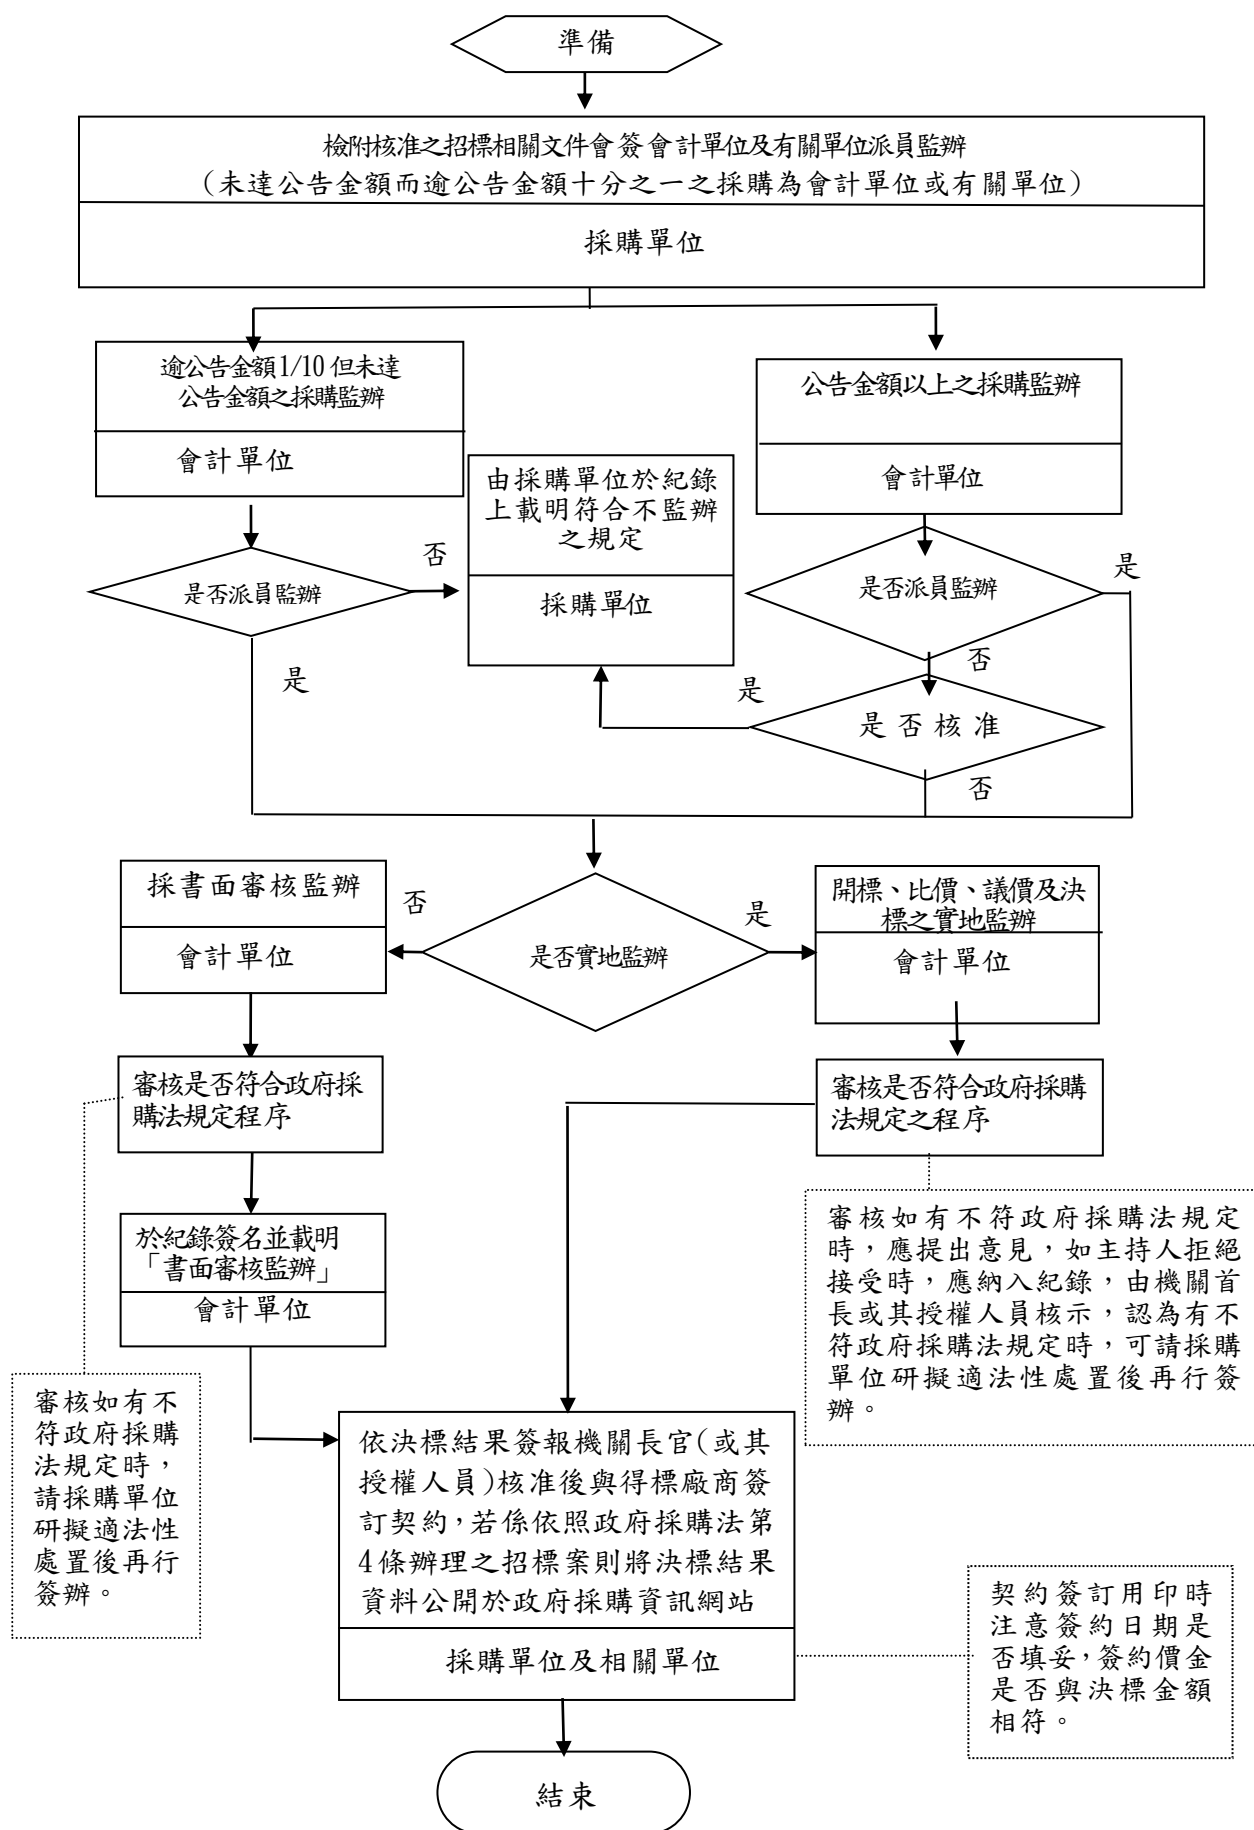 準備
檢附核准之招標相關文件會簽會計單位及有關單位派員監辦
（未達公告金額而逾公告金額十分之一之採購為會計單位或有關單位）
採購單位
逾公告金額1/10但未達
公告金額之採購監辦
會計單位
公告金額以上之採購監辦
會計單位
由採購單位於紀錄
上載明符合不監辦
之規定
採購單位
是否派員監辦
否
是
是否派員監辦
是
否
是否核准
是
否
是否實地監辦
否
是
採書面審核監辦
會計單位
開標、比價、議價及決
標之實地監辦
會計單位
審核是否符合政府採
購法規定程序
審核是否符合政府採購
法規定之程序
於紀錄簽名並載明
「書面審核監辦」
會計單位
審核如有不符政府採購法規定
時，應提出意見，如主持人拒絕
接受時，應納入紀錄，由機關首
長或其授權人員核示，認為有不
符政府採購法規定時，可請採購
單位研擬適法性處置後再行簽
辦。
審核如有不
符政府採購
法規定時，
請採購單位
研擬適法性
處置後再行
簽辦。
依決標結果簽報機關長官(或其
授權人員)核准後與得標廠商簽
訂契約，若係依照政府採購法第
4條辦理之招標案則將決標結果
資料公開於政府採購資訊網站
採購單位及相關單位
契約簽訂用印時
注意簽約日期是
否填妥，簽約價金
是否與決標金額
相符。
結束